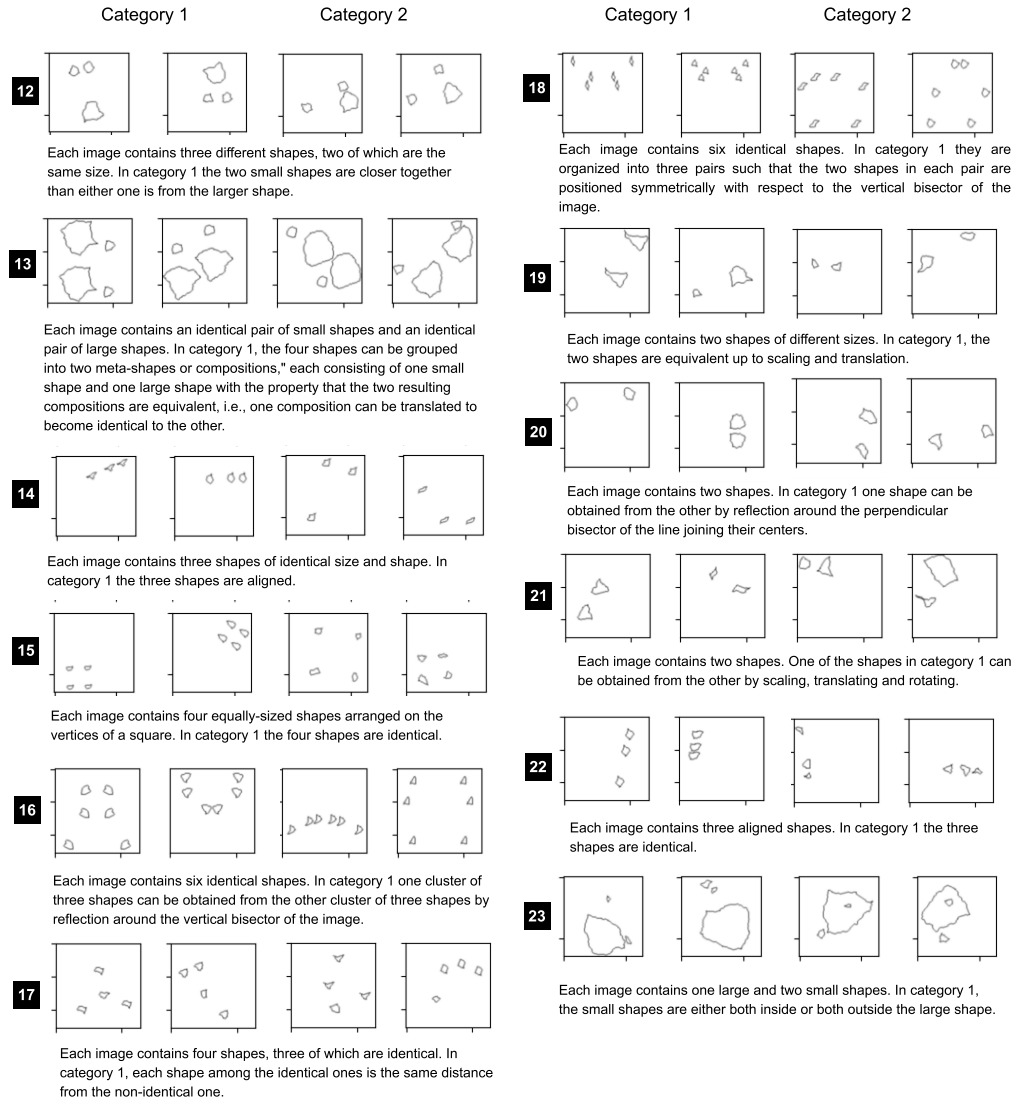 Category 1
Category 2
12
Each image contains three different shapes, two of which are the
same size. In category 1 the two small shapes are closer together
than either one is from the larger shape.
13
Each image contains an identical pair of small shapes and an identical
pair of large shapes. In category 1, the four shapes can be grouped
into two meta-shapes or compositions," each consisting of one small
shape and one large shape with the property that the two resulting
compositions are equivalent, i.e., one composition can be translated to
become identical to the other.
14
Each image contains three shapes of identical size and shape. In
category 1 the three shapes are aligned.
15
Each image contains four equally-sized shapes arranged on the
vertices of a square. In category 1 the four shapes are identical.
16
Each image contains six identical shapes. In category 1 one cluster of
three shapes can be obtained from the other cluster of three shapes by
reflection around the vertical bisector of the image.
17
Each image contains four shapes, three of which are identical. In
category 1, each shape among the identical ones is the same distance
from the non-identical one.
Category 1
Category 2
18
Each image contains six identical shapes. In category 1 they are
organized into three pairs such that the two shapes in each pair are
positioned symmetrically with respect to the vertical bisector of the
image.
19
Each image contains two shapes of different sizes. In category 1, the
two shapes are equivalent up to scaling and translation.
20
Each image contains two shapes. In category 1 one shape can be
obtained from the other by reflection around the perpendicular
bisector of the line joining their centers.
21
Each image contains two shapes. One of the shapes in category 1 can
be obtained from the other by scaling, translating and rotating.
22
Each image contains three aligned shapes. In category 1 the three
shapes are identical.
23
Each image contains one large and two small shapes. In category 1,
the small shapes are either both inside or both outside the large shape.